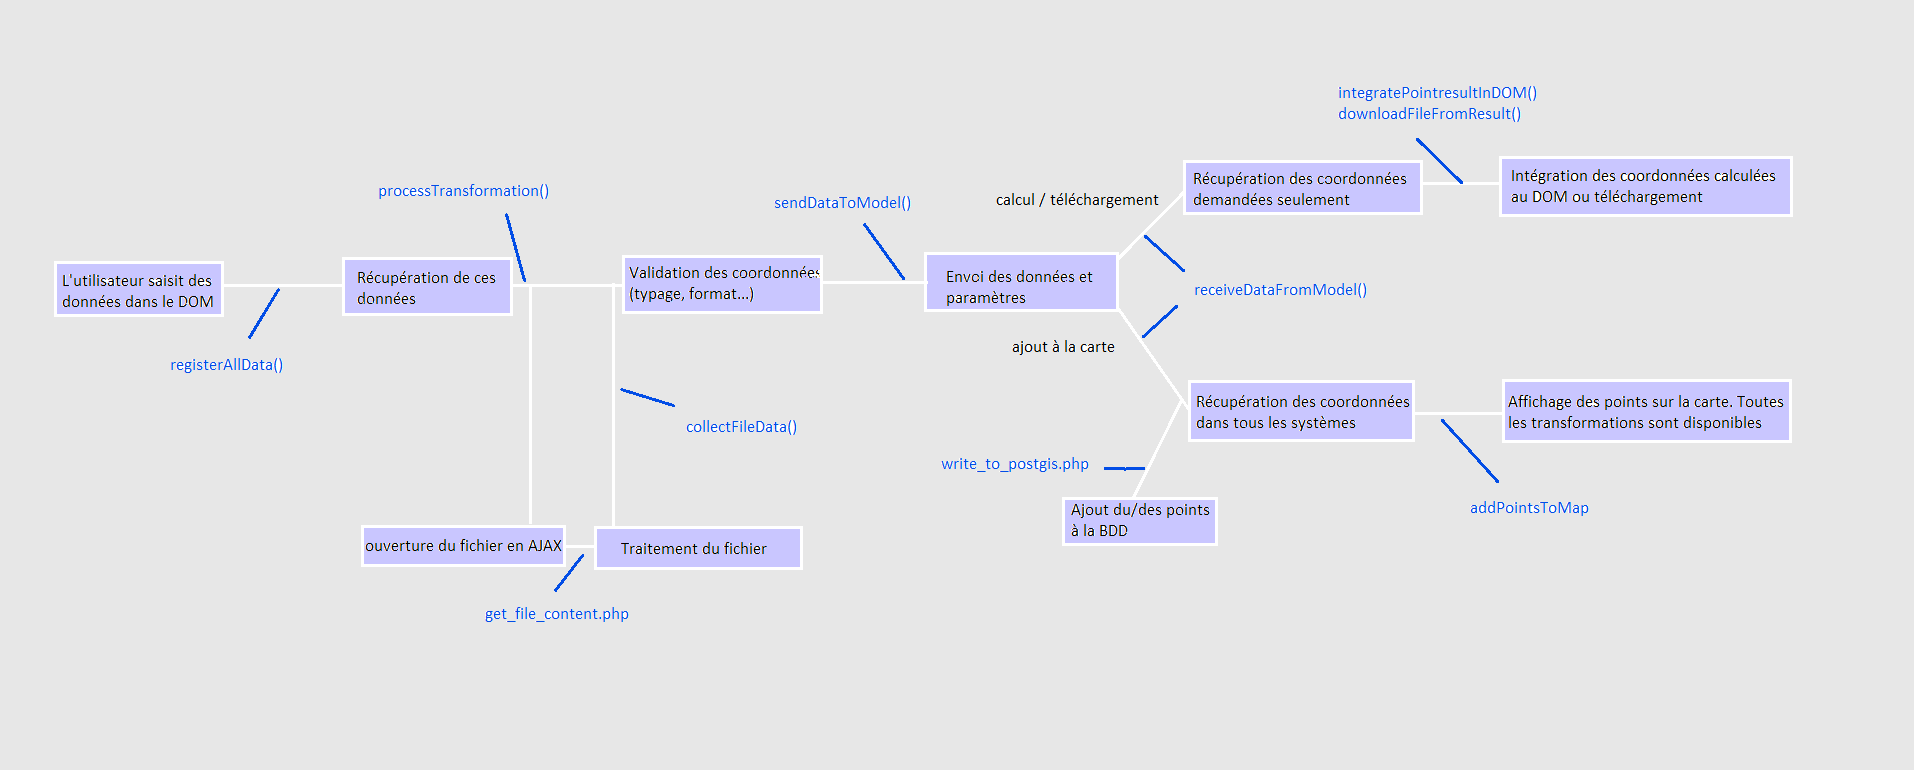 integratePointresultInDOM()
downloadFileFromResult()
processTransformation()
sendDataToModel()
calcul / téléchargement
Récupération des coordonnées
demandées seulement
Intégration des coordonnées calculées
au DOM ou téléchargement
L'utilisateur saisit des
données dans le DOM
Récupération de ces
données
Validation des coordonnées
(typage, format...)
Envoi des données et
paramètres
receiveDataFromModel()
registerAllData()
ajout à la carte
collectFileData()
Récupération des coordonnées
dans tous les systèmes
Affichage des points sur la carte. Toutes
les transformations sont disponibles
write_to_postgis.php
addPointsToMap
Ajout du/des points
à la BDD
ouverture du fichier en AJAX
Traitement du fichier
get_file_content.php